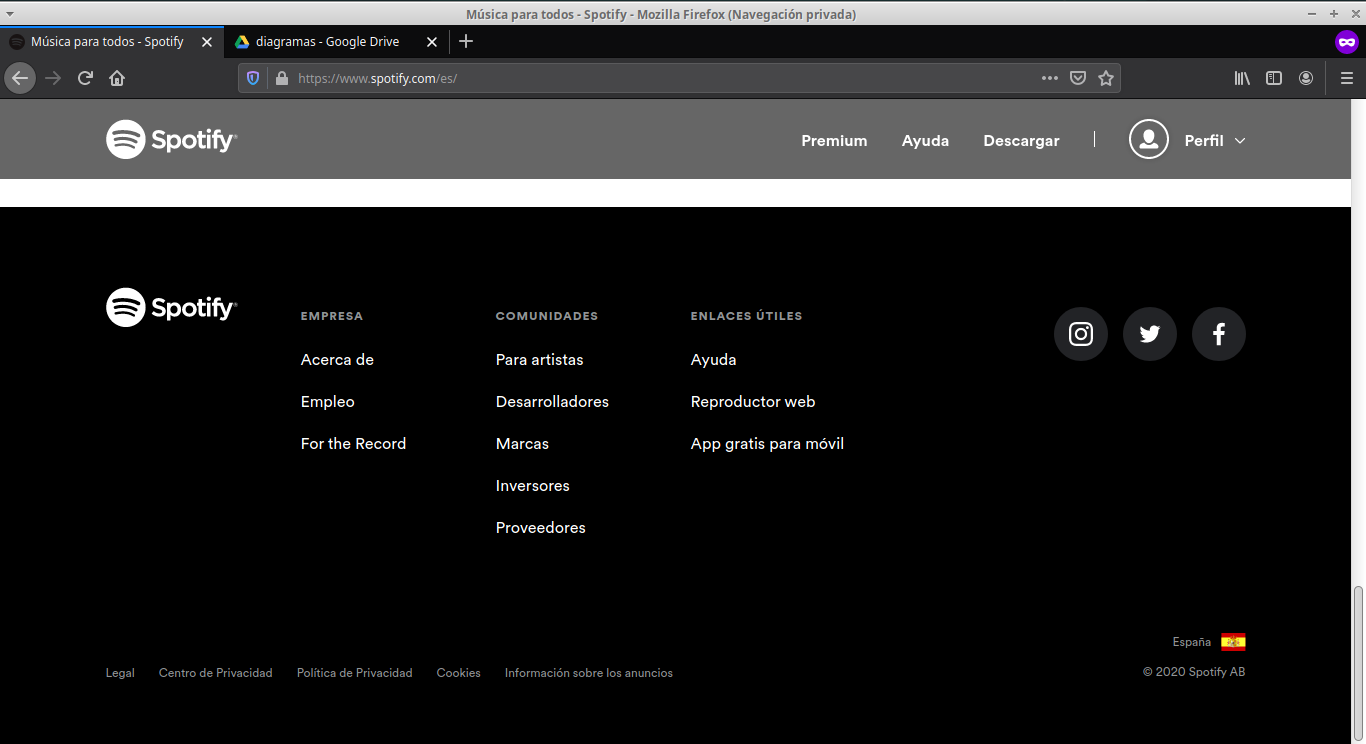 Música para todos - Spotify - Mozilla Firefox (Navegación privada)
Música para todos - Spotify
diagramas - Google Drive
https://www.spotify.com/es/
Spotify
Premium
Ayuda
Descargar
Perfil
Spotify
EMPRESA
Acerca de
Empleo
For the Record
COMUNIDADES
Para artistas
Desarrolladores
Marcas
Inversores
Proveedores
ENLACES ÚTILES
Ayuda
Reproductor web
App gratis para móvil
España
Legal
Centro de Privacidad
Política de Privacidad
Cookies
Información sobre los anuncios
© 2020 Spotify AB